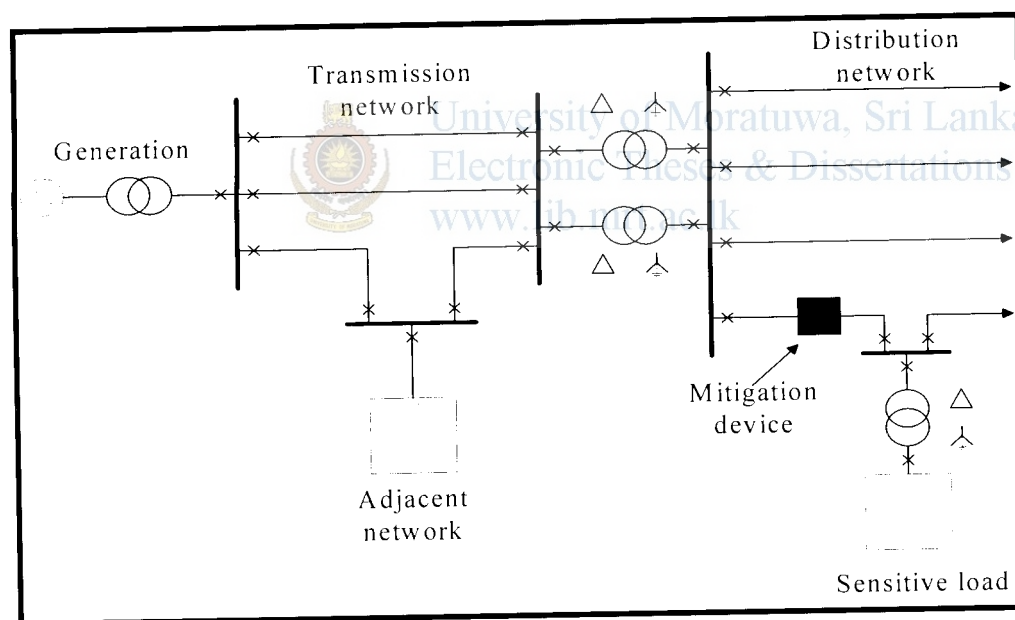 Distribution
network
Transmission
network
Generation
University of Moratuwa, Sri Lanka
Electronic Theses & Dissertations
www.lib.mrt.ac.lk
Mitigation
device
Adjacent
network
Sensitive load